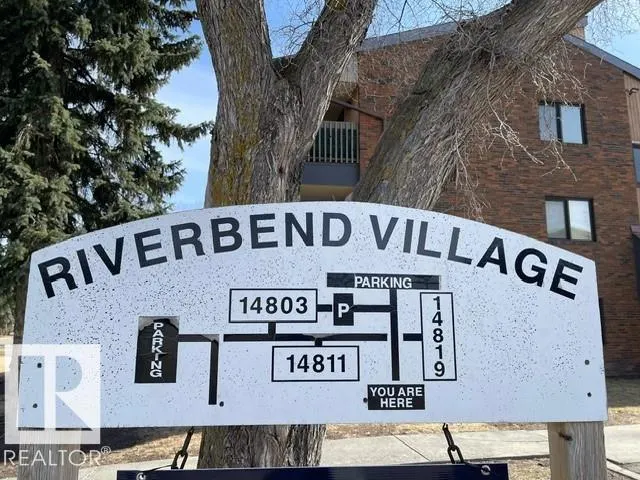 RIVERBEND VILLAGE
PARKING
14803
P
14819
PARKING
14811
YOU ARE
HERE
R
REALTOR®